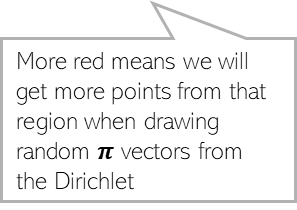 More red means we will
get more points from that
region when drawing
random π vectors from
the Dirichlet